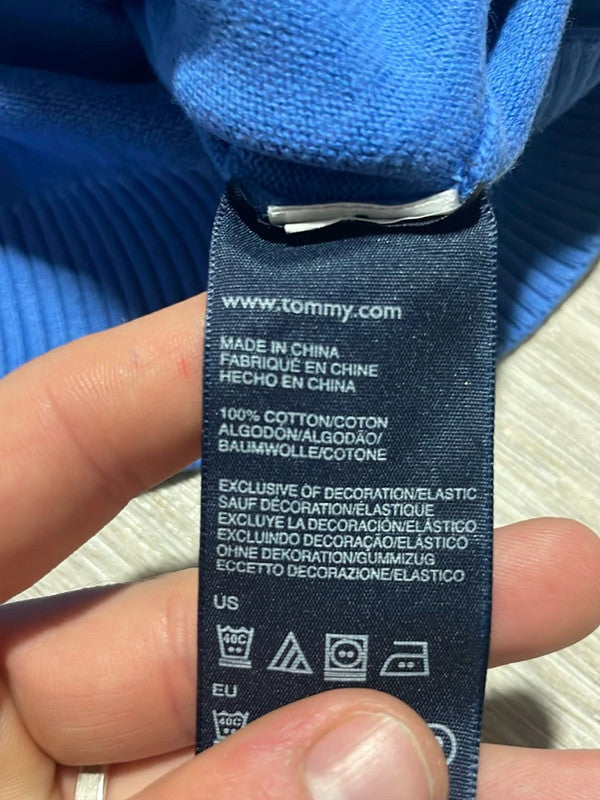 www.tommy.com
MADE IN CHINA
FABRIQUÉ EN CHINE
HECHO EN CHINA
100% COTTON/COTON
ALGODÓN/ALGODÃO/
BAUMWOLLE/COTONE
EXCLUSIVE OF DECORATION/ELASTIC
SAUF DÉCORATION/ÉLASTIQUE
EXCLUYE LA DECORACIÓN/ELÁSTICO
EXCLUINDO DECORAÇÃO/ELÁSTICO
OHNE DEKORATION/GUMMIZUG
ECCETTO DECORAZIONE/ELASTICO
US
40C
EU
40C